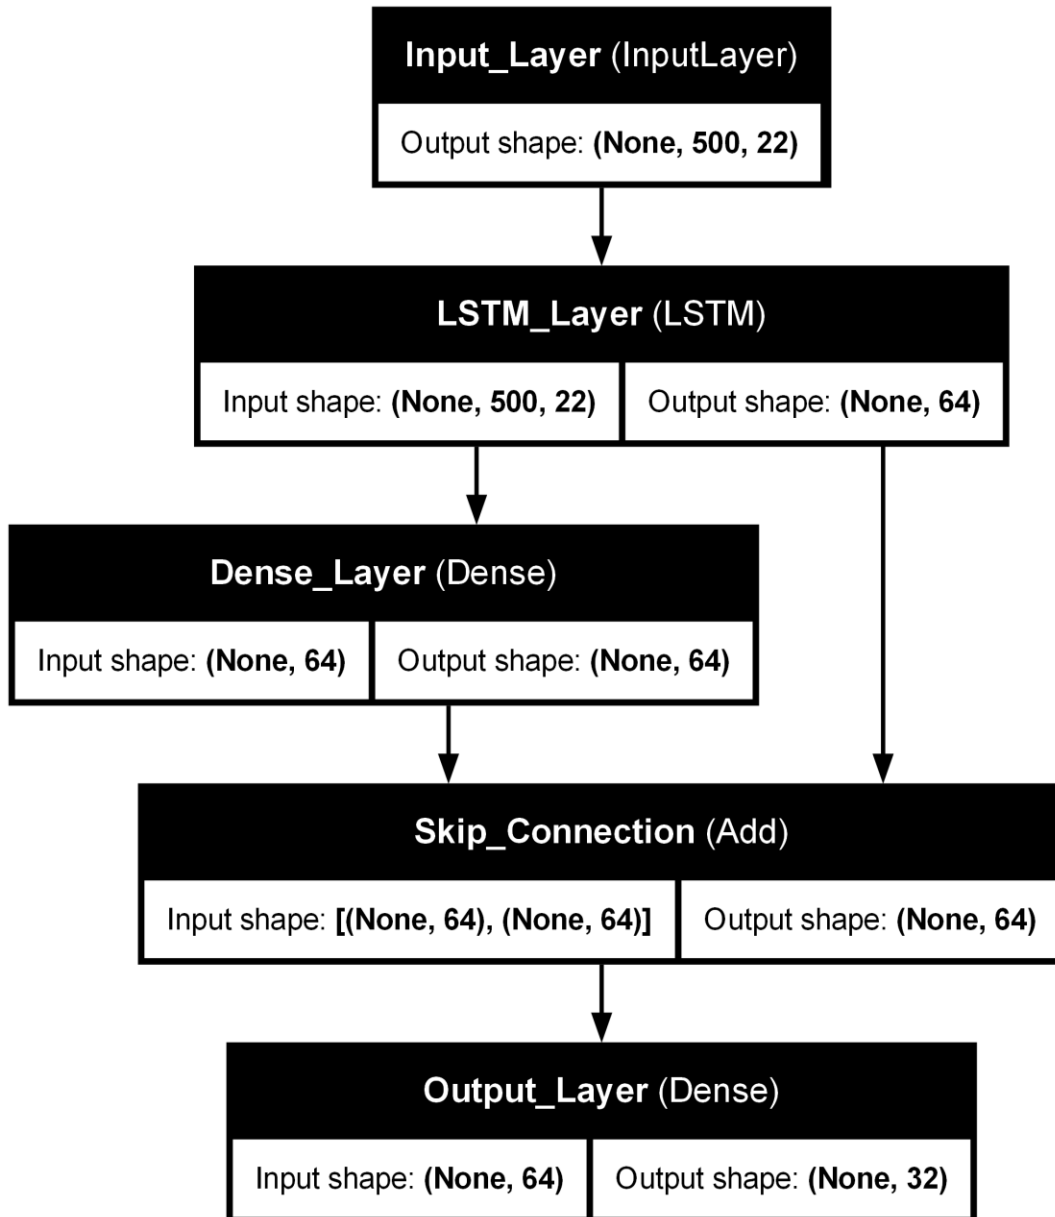 Input_Layer (InputLayer)
Output shape: (None, 500, 22)
LSTM_Layer (LSTM)
Input shape: (None, 500, 22)
Output shape: (None, 64)
Dense_Layer (Dense)
Input shape: (None, 64)
Output shape: (None, 64)
Skip_Connection (Add)
Input shape: [(None, 64), (None, 64)]
Output shape: (None, 64)
Output_Layer (Dense)
Input shape: (None, 64)
Output shape: (None, 32)